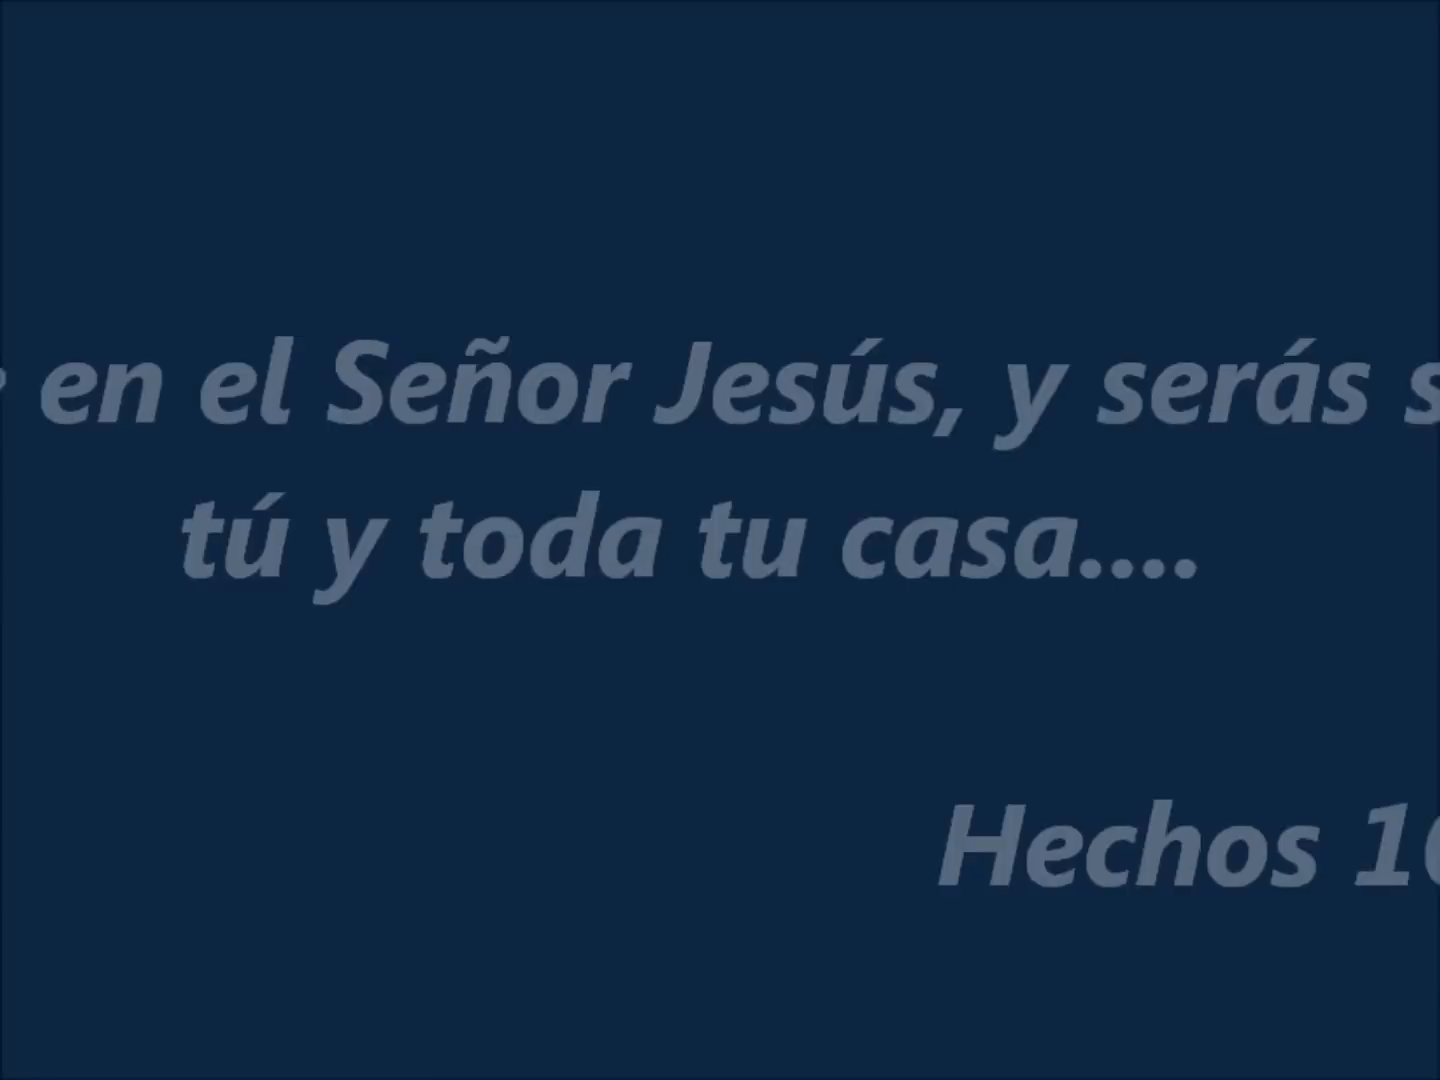 en el Señor Jesús, y serás
tú y toda tu casa....
Hechos